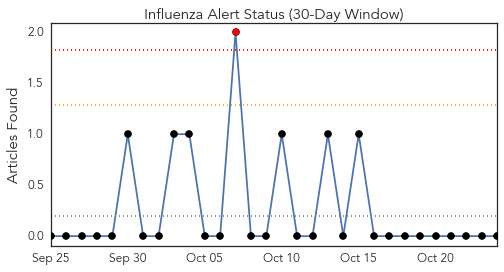 Influenza Alert Status (30-Day Window)
Articles Found
2.0
1.5
1.0
0.5
0.0
Sep 25 Sep 30 Oct 05 Oct 10 Oct 15 Oct 20